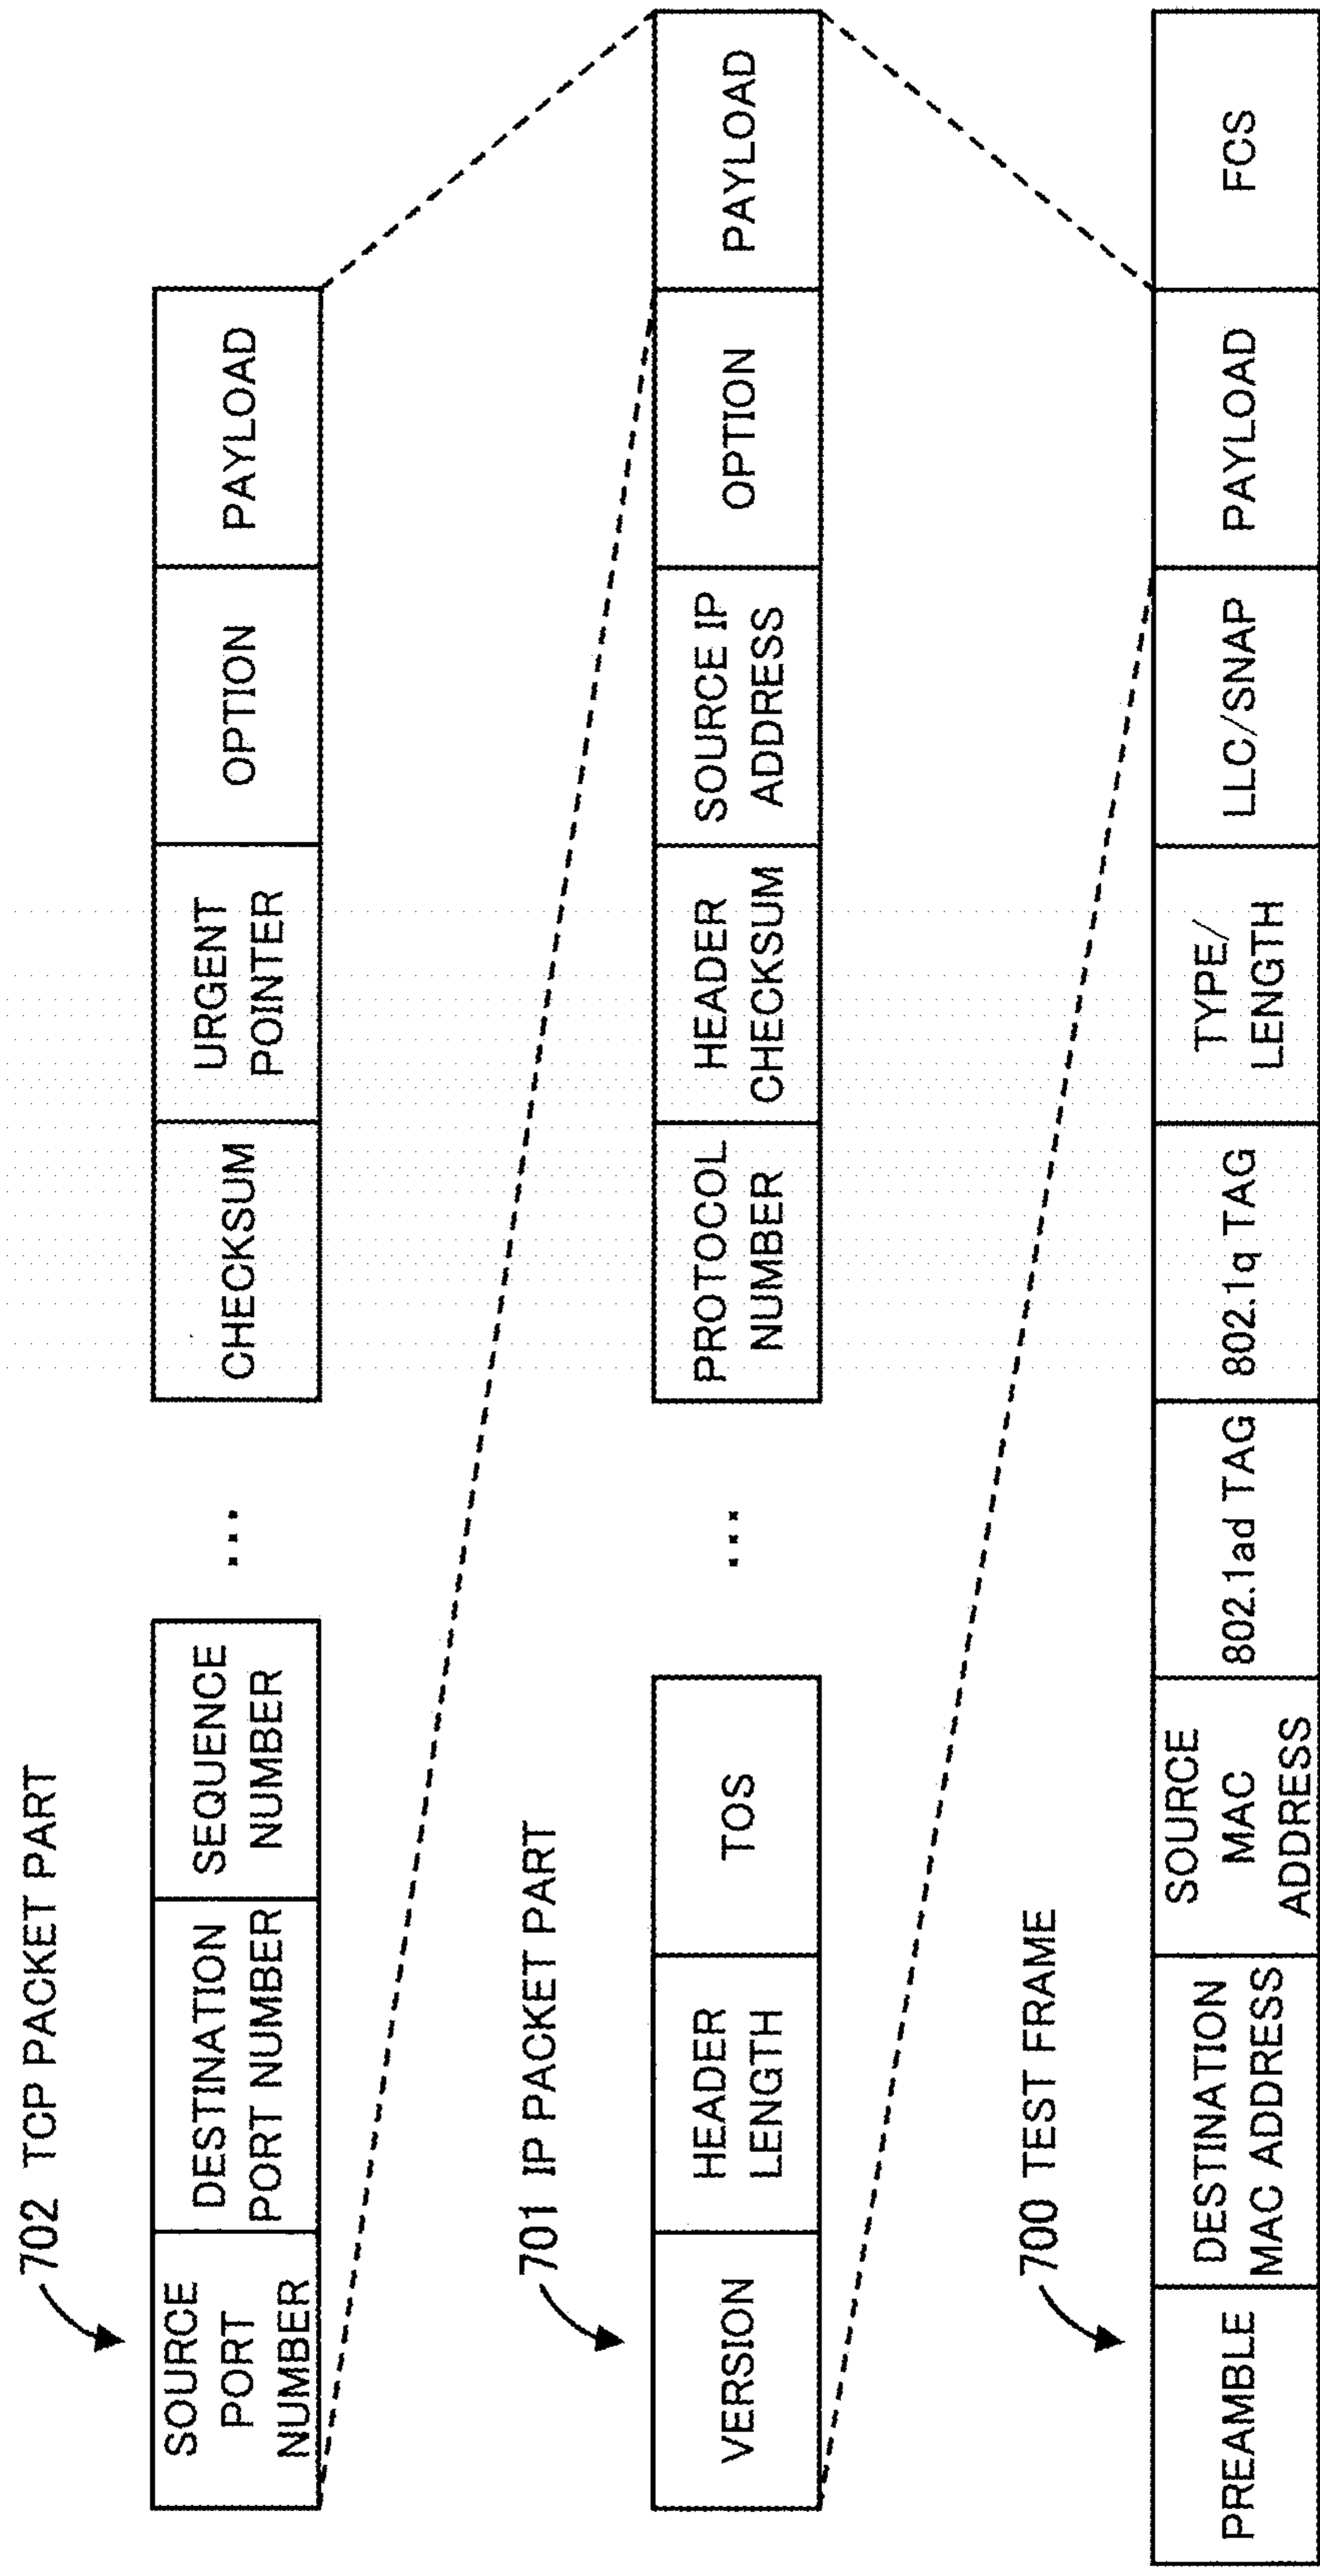 702 TCP PACKET PART
SOURCE
PORT
NUMBER
DESTINATION
PORT NUMBER
SEQUENCE
NUMBER
...
CHECKSUM
URGENT
POINTER
OPTION
PAYLOAD
701 IP PACKET PART
VERSION
HEADER
LENGTH
TOS
...
PROTOCOL
NUMBER
HEADER
CHECKSUM
SOURCE IP
ADDRESS
OPTION
PAYLOAD
700 TEST FRAME
PREAMBLE
DESTINATION
MAC ADDRESS
SOURCE
MAC
ADDRESS
802.1ad TAG
802.1q TAG
TYPE/
LENGTH
LLC/SNAP
PAYLOAD
FCS